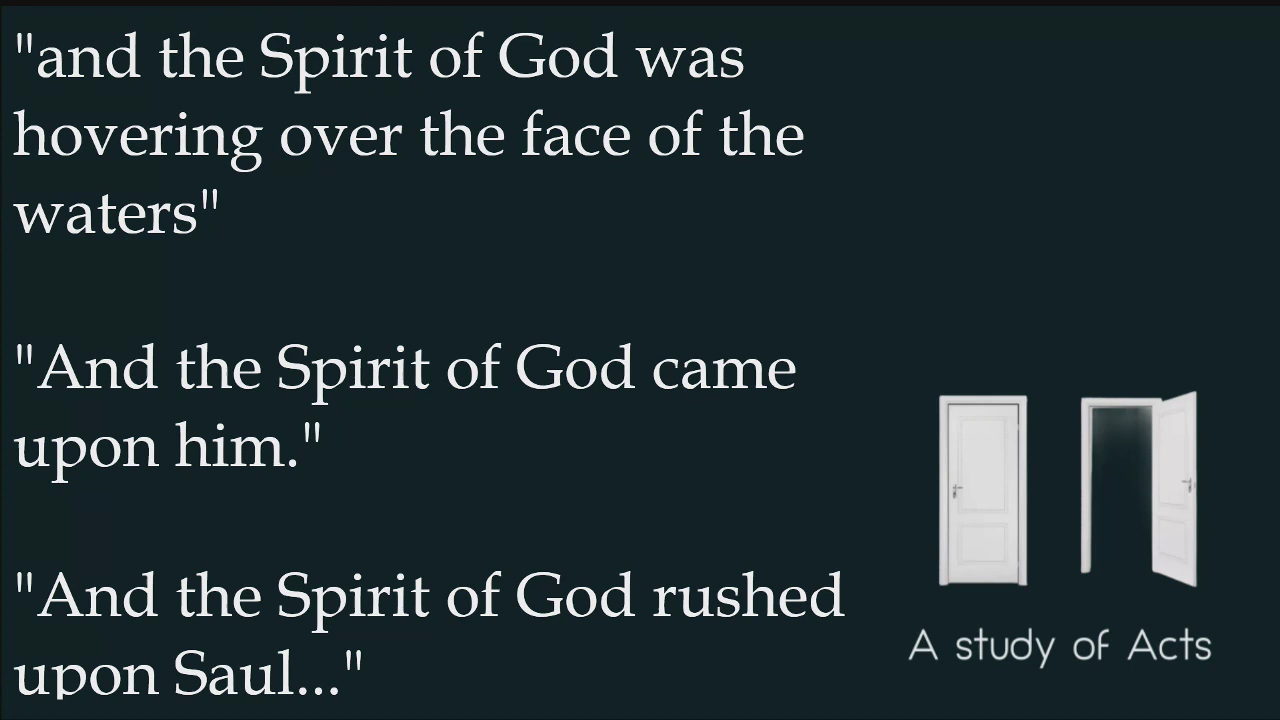 "and the Spirit of God was
hovering over the face of the
waters"
"And the Spirit of God came
upon him."
"And the Spirit of God rushed
upon Saul..."
A study of Acts